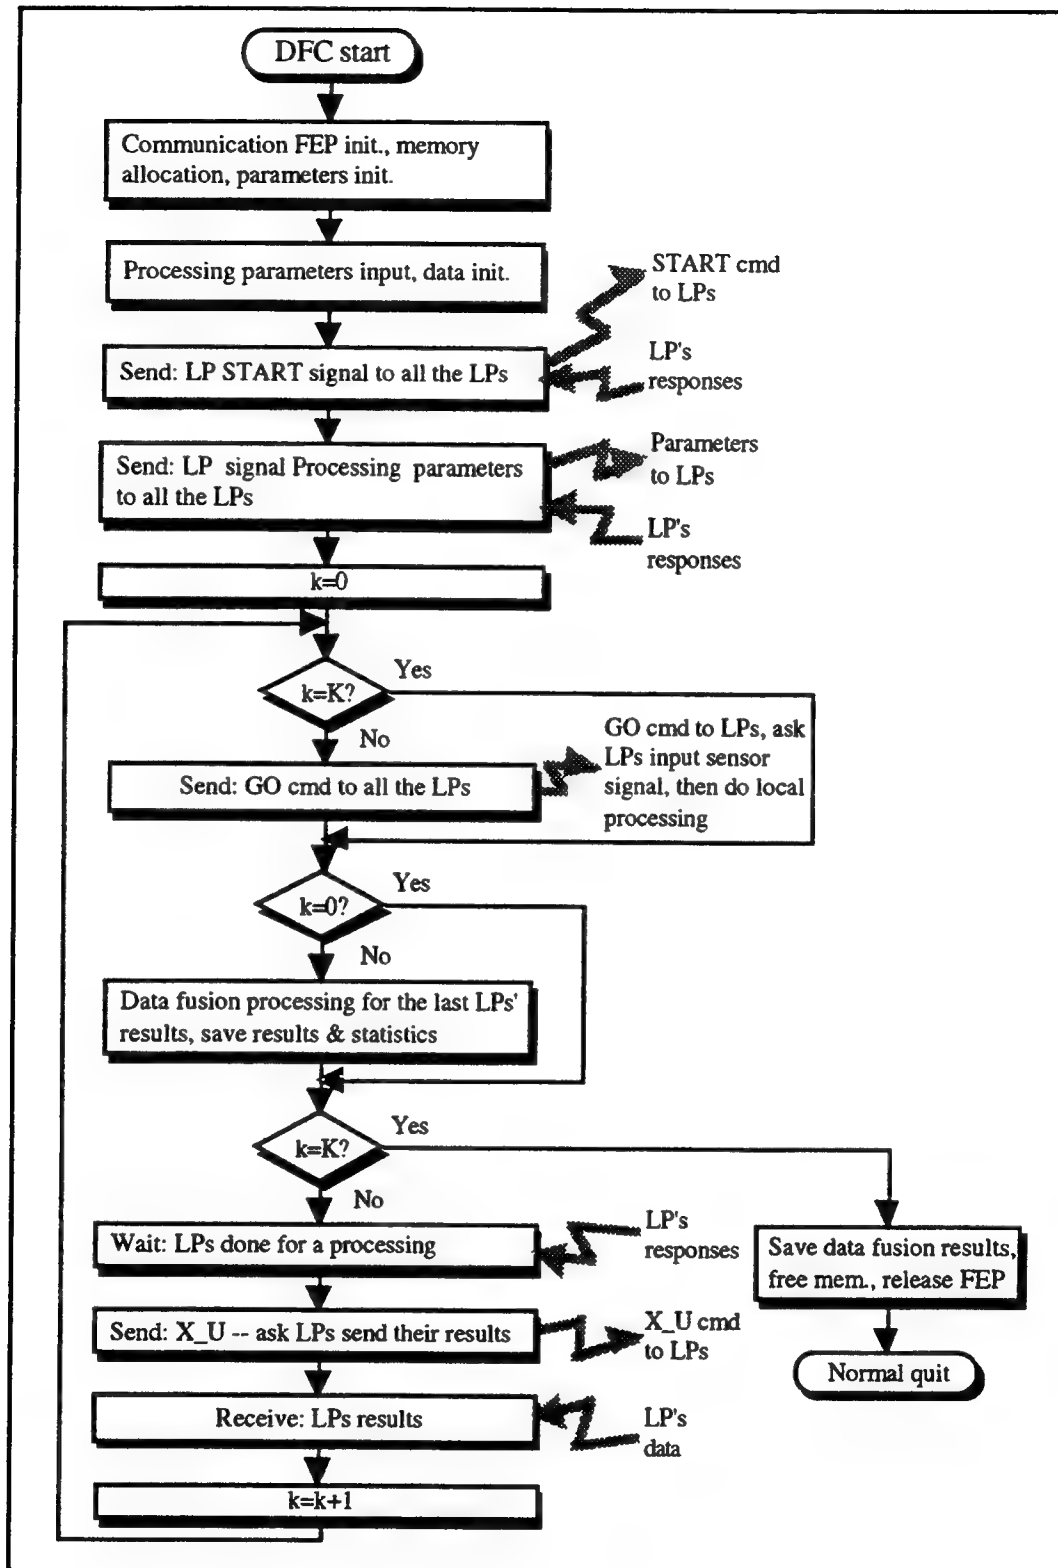 DFC start
Communication FEP init., memory
allocation, parameters init.
Processing parameters input, data init.
START cmd
to LPs
Send: LP START signal to all the LPs
LP's
responses
Send: LP signal Processing parameters
to all the LPs
Parameters
to LPs
LP's
responses
k=0
k=K?
Yes
No
Send: GO cmd to all the LPs
GO cmd to LPs, ask
LPs input sensor
signal, then do local
processing
k=0?
Yes
No
Data fusion processing for the last LPs'
results, save results & statistics
k=K?
Yes
No
Wait: LPs done for a processing
LP's
responses
Save data fusion results,
free mem., release FEP
Send: X_U -- ask LPs send their results
X_U cmd
to LPs
Normal quit
Receive: LPs results
LP's
data
k=k+1